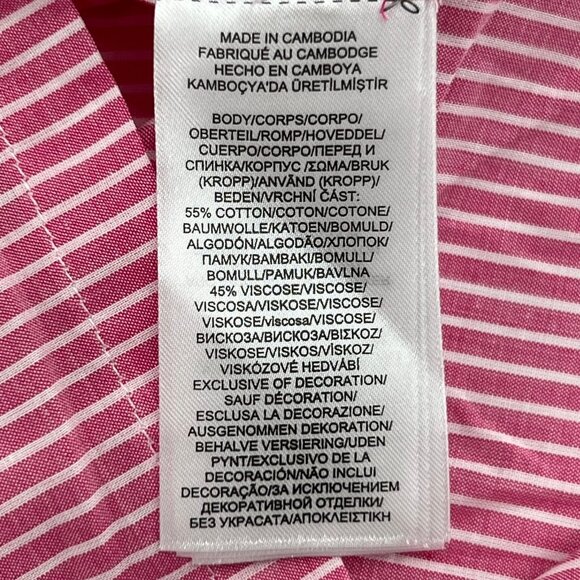 MADE IN CAMBODIA
FABRIQUÉ AU CAMBODGE
HECHO EN CAMBOYA
KAMBOÇYA'DA ÜRETİLMİŞTİR
BODY/CORPS/CORPO/
OBERTEIL/ROMP/HOVEDDEL/
CUERPO/CORPO/ПЕРЕД И
СПИНКА/КОРПУС /ΣΩΜΑ/BRUK
(KROPP)/ANVÄND (KROPP)/
BEDEN/VRCHNÍ ČÁST:
55% COTTON/COTON/COTONE/
BAUMWOLLE/KATOEN/BOMULD/
ALGODÓN/ALGODÃO/ХЛОПОК/
ПАМУК/BAMBAKI/BOMULL/
BOMULL/PAMUK/BAVLNA
45% VISCOSE/VISCOSE/
VISCOSA/VISKOSE/VISCOSE/
VISKOSE/viscosa/VISCOSE/
ВИСКОЗА/ВИСКОЗА/ΒΙΣΚΟΖ/
VISKOSE/VISKOS/VİSKOZ/
VISKÓZOVÉ HEDVÁBÍ
EXCLUSIVE OF DECORATION/
SAUF DÉCORATION/
ESCLUSA LA DECORAZIONE/
AUSGENOMMEN DEKORATION/
BEHALVE VERSIERING/UDEN
PYNT/EXCLUSIVO DE LA
DECORACIÓN/NÃO INCLUI
DECORAÇÃO/ЗА ИСКЛЮЧЕНИЕМ
ДЕКОРАТИВНОЙ ОТДЕЛКИ/
БЕЗ УКРАСАТА/ΑΠΟΚΛΕΙΣΤΙΚΗ